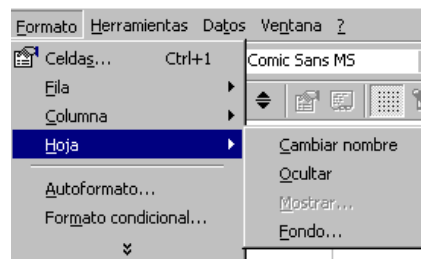 Formato Herramientas Datos Ventana ?
Celdas... Ctrl+1
Comic Sans MS
Fila
Columna
Hoja
Cambiar nombre
Ocultar
Mostrar...
Fondo...
Autoformato...
Formato condicional...